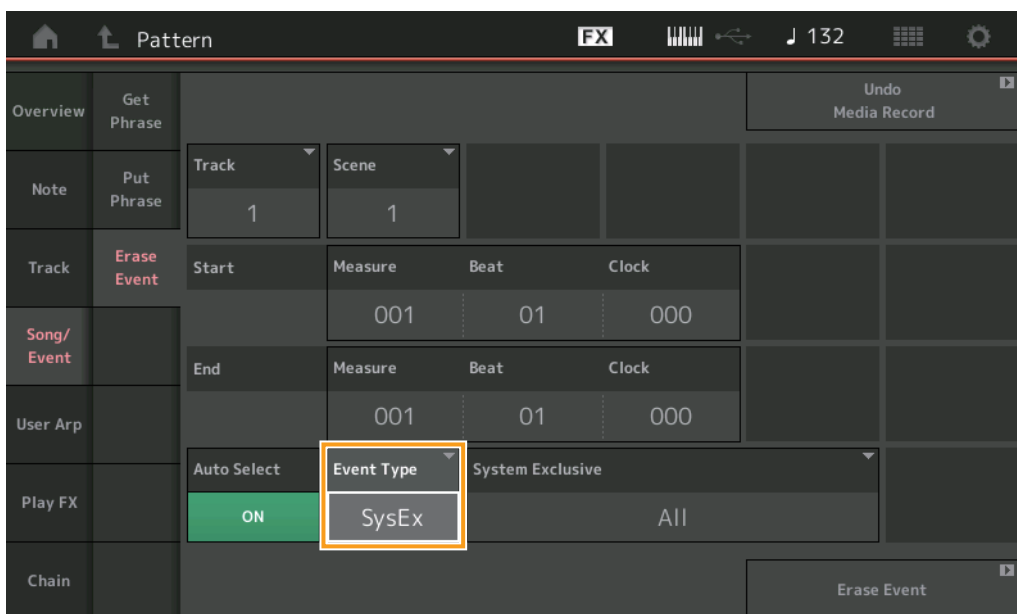 Pattern
FX
♩ 132
Overview
Get
Phrase
Undo
Media Record
Note
Put
Phrase
Track
Scene
1
1
Track
Erase
Event
Start
Measure
Beat
Clock
001
01
000
Song/
Event
End
Measure
Beat
Clock
001
01
000
User Arp
Auto Select
Event Type
System Exclusive
Play FX
ON
SysEx
All
Chain
Erase Event